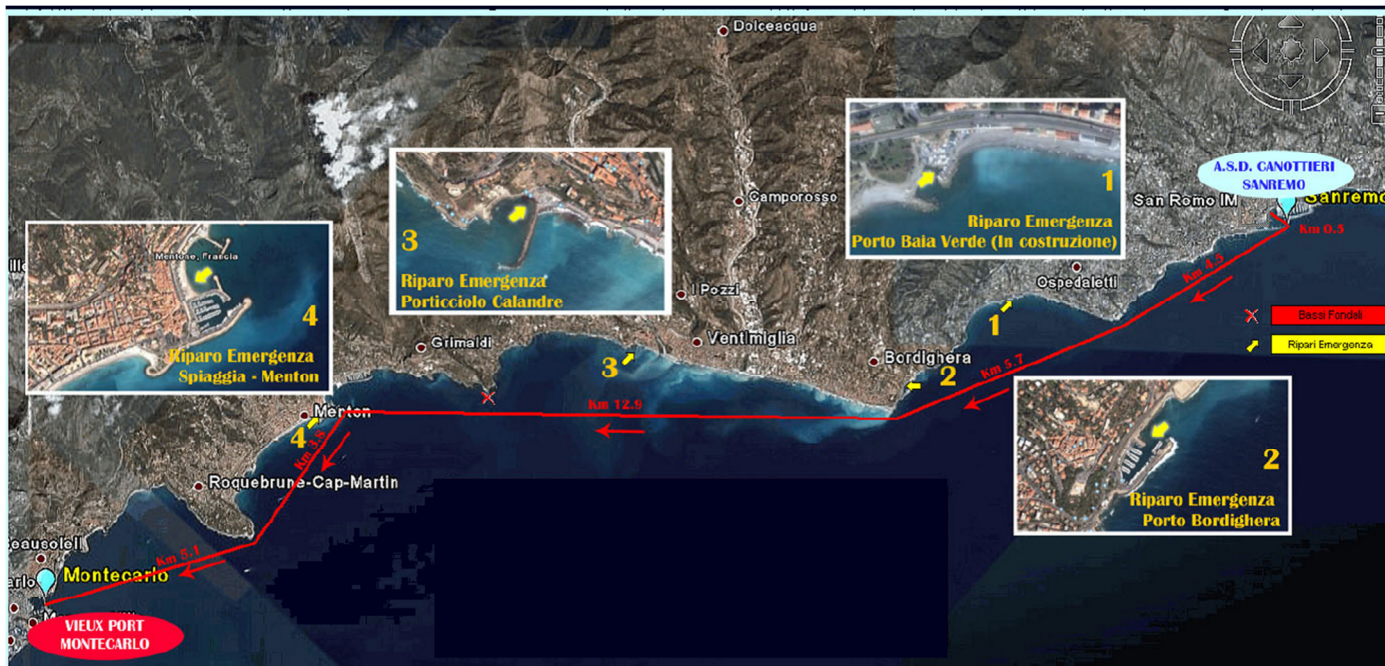 Dolceacqua
A.S.D. CANOTTIERI
SANREMO
Sanremo
San Romo IM
Km 0.5
Camporosso
1
Riparo Emergenza
Porto Baia Verde (In costruzione)
3
Riparo Emergenza
Porticciolo Calandre
Mentone, Francia
4
Riparo Emergenza
Spiaggia - Menton
Km 4.5
Ospedaletti
I Pozzi
1
Bassi Fondeli
Ripari Emergenza
Grimaldi
Ventimiglia
3
Bordighera
Km 5.7
2
Km 12.9
Menton
4
2
Riparo Emergenza
Porto Bordighera
Roquebrune-Cap-Martin
Km 5.1
Montecarlo
VIEUX PORT
MONTECARLO